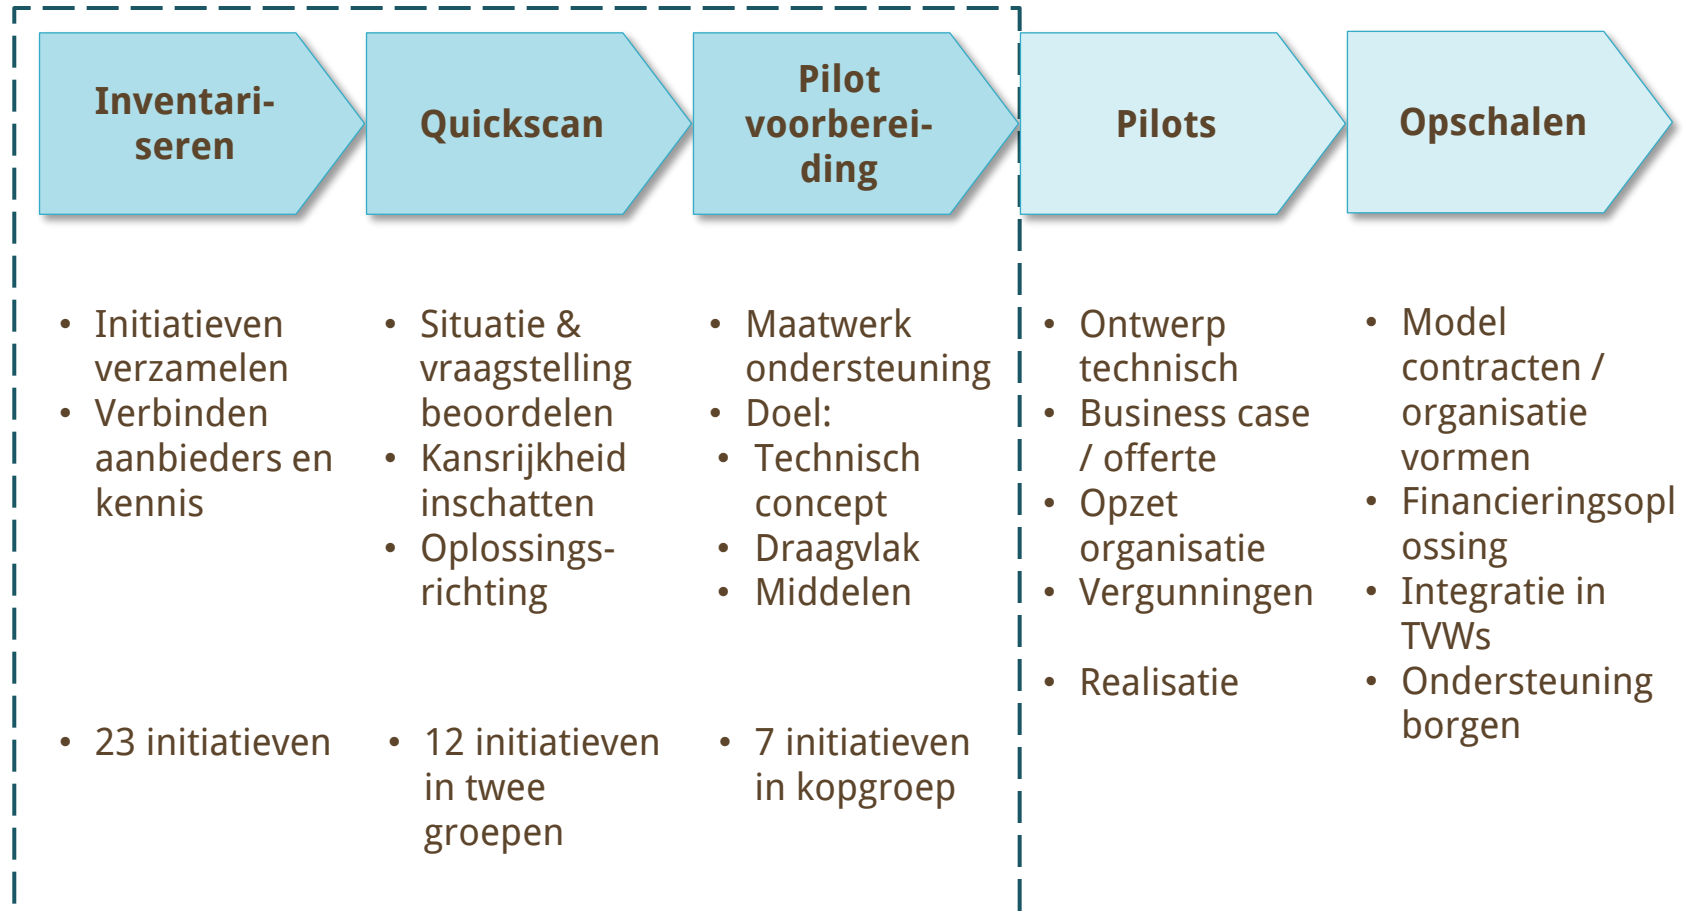 Inventari-
seren
Quickscan
Pilot
voorberei-
ding
Pilots
Opschalen
• Initiatieven
verzamelen
• Verbinden
aanbieders en
kennis
• 23 initiatieven
• Situatie &
vraagstelling
beoordelen
• Kansrijkheid
inschatten
• Oplossings-
richting
• 12 initiatieven
in twee
groepen
• Maatwerk
ondersteuning
• Doel:
• Technisch
concept
• Draagvlak
• Middelen
• 7 initiatieven
in kopgroep
• Ontwerp
technisch
• Business case
/ offerte
• Opzet
organisatie
• Vergunningen
• Realisatie
• Model
contracten /
organisatie
vormen
• Financieringsopl
ossing
• Integratie in
TVWs
• Ondersteuning
borgen